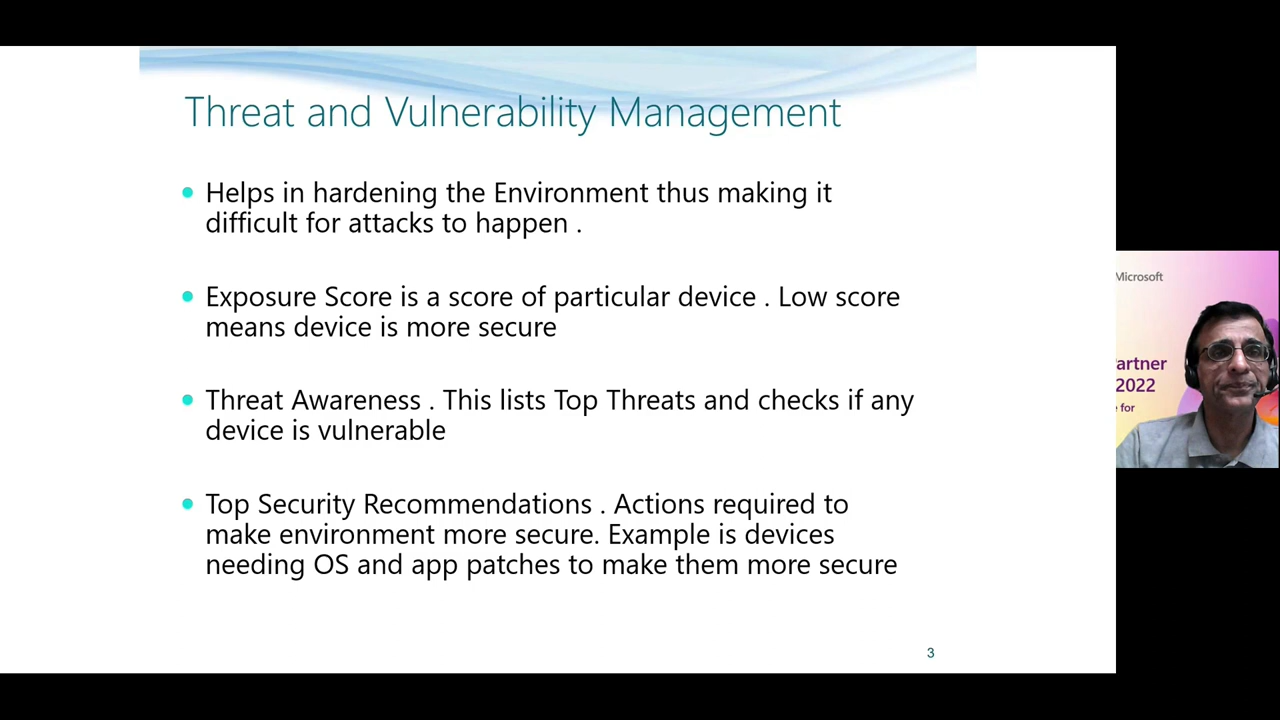 Threat and Vulnerability Management
Helps in hardening the Environment thus making it
difficult for attacks to happen .
Exposure Score is a score of particular device . Low score
means device is more secure
Threat Awareness . This lists Top Threats and checks if any
device is vulnerable
Top Security Recommendations . Actions required to
make environment more secure. Example is devices
needing OS and app patches to make them more secure
3
Microsoft
artner
2022
for